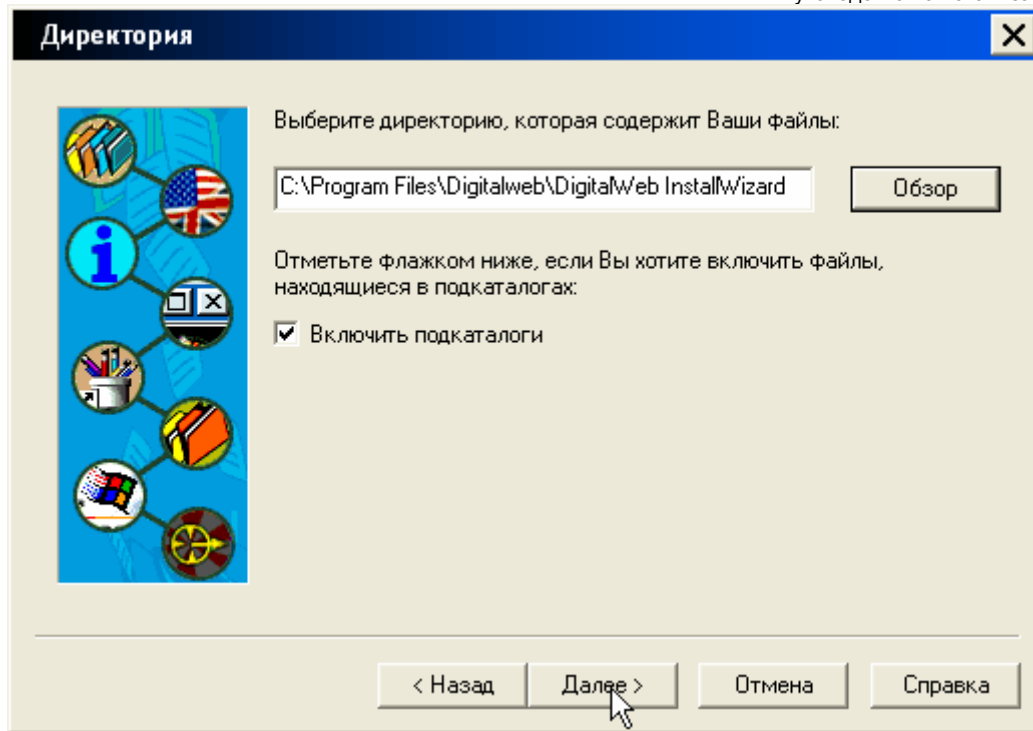 Директория
Выберите директорию, которая содержит Ваши файлы:
C:\Program Files\Digitalweb\DigitalWeb InstallWizard
Обзор
Отметьте флажком ниже, если Вы хотите включить файлы,
находящиеся в подкаталогах:
Включить подкаталоги
< Назад
Далее >
Отмена
Справка